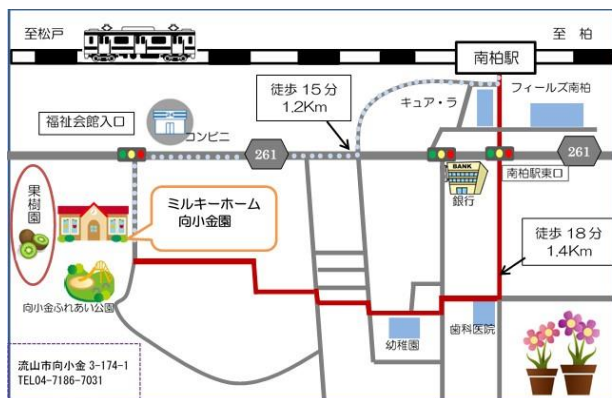 至松戸
至 柏
南柏駅
徒歩 15 分
1.2Km
キュア・ラ
フィールズ南柏
福祉会館入口
コンビニ
261
261
南柏駅東口
BANK
銀行
果樹園
ミルキーホーム
向小金園
徒歩 18 分
1.4Km
向小金ふれあい公園
幼稚園
歯科医院
流山市向小金 3-174-1
TEL04-7186-7031